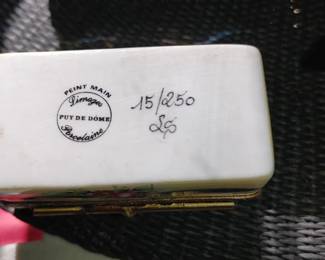 PEINT MAIN
Limoges
PUY DE DÔME
Porcelaine
15/250